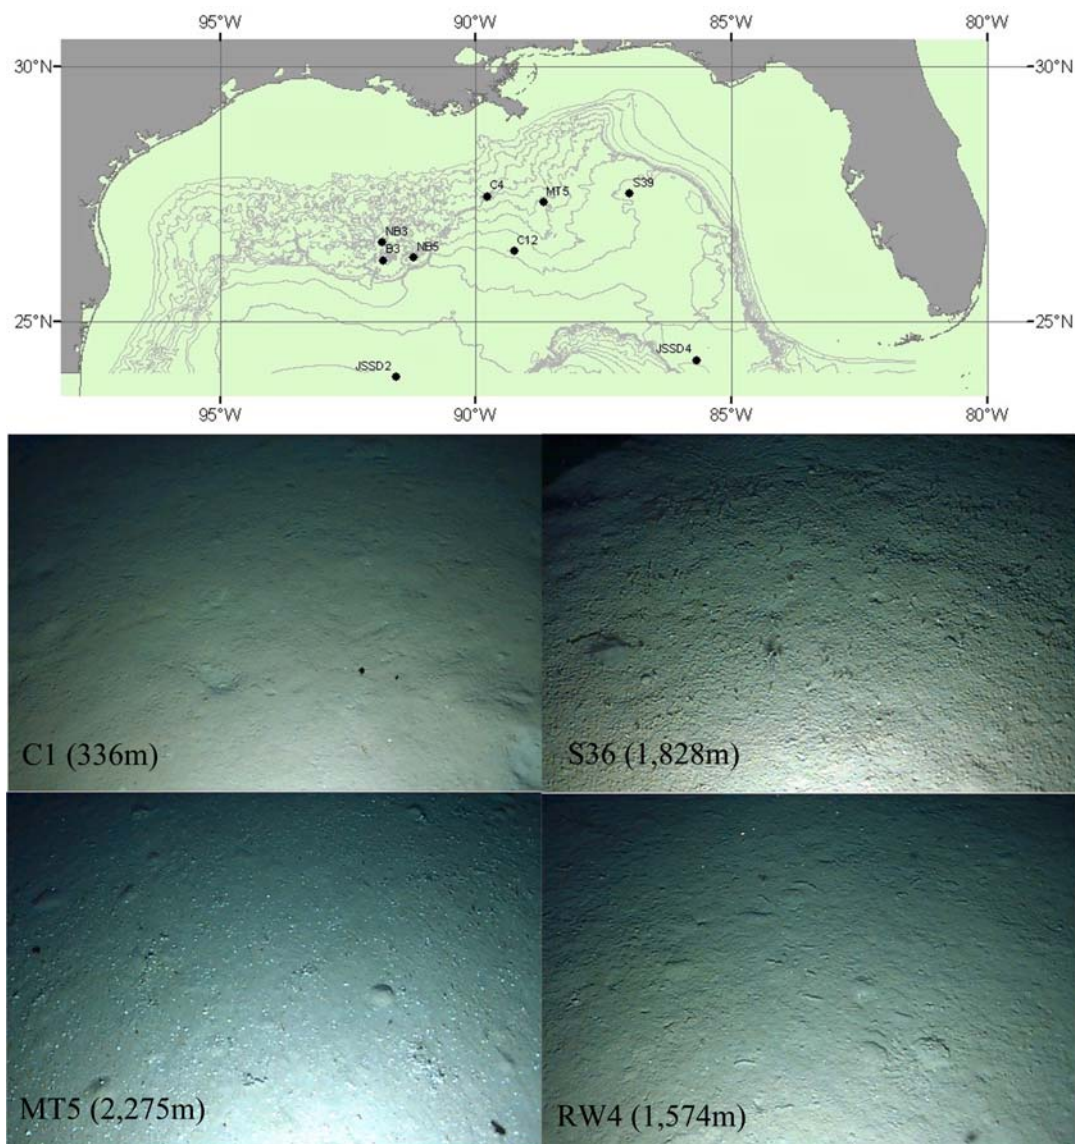 95°W 90°W 85°W 80°W
30°N 30°N
C4 MT5 S39
NB3 C12
B3 NB5
25°N 25°N
JSSD2 JSSD4
95°W 90°W 85°W 80°W
C1 (336m) S36 (1,828m)
MT5 (2,275m) RW4 (1,574m)